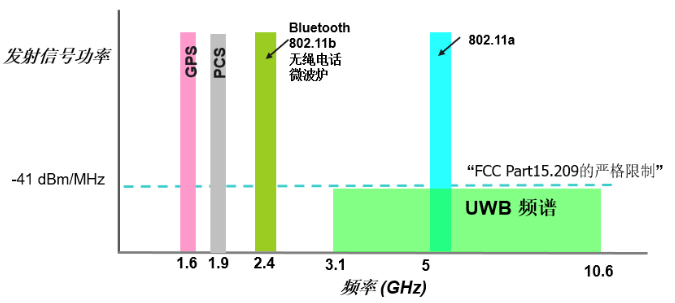 发射信号功率
GPS
PCS
Bluetooth
802.11b
无绳电话
微波炉
802.11a
-41 dBm/MHz
“FCC Part15.209的严格限制”
UWB 频谱
1.6
1.9
2.4
3.1
5
10.6
频率 (GHz)